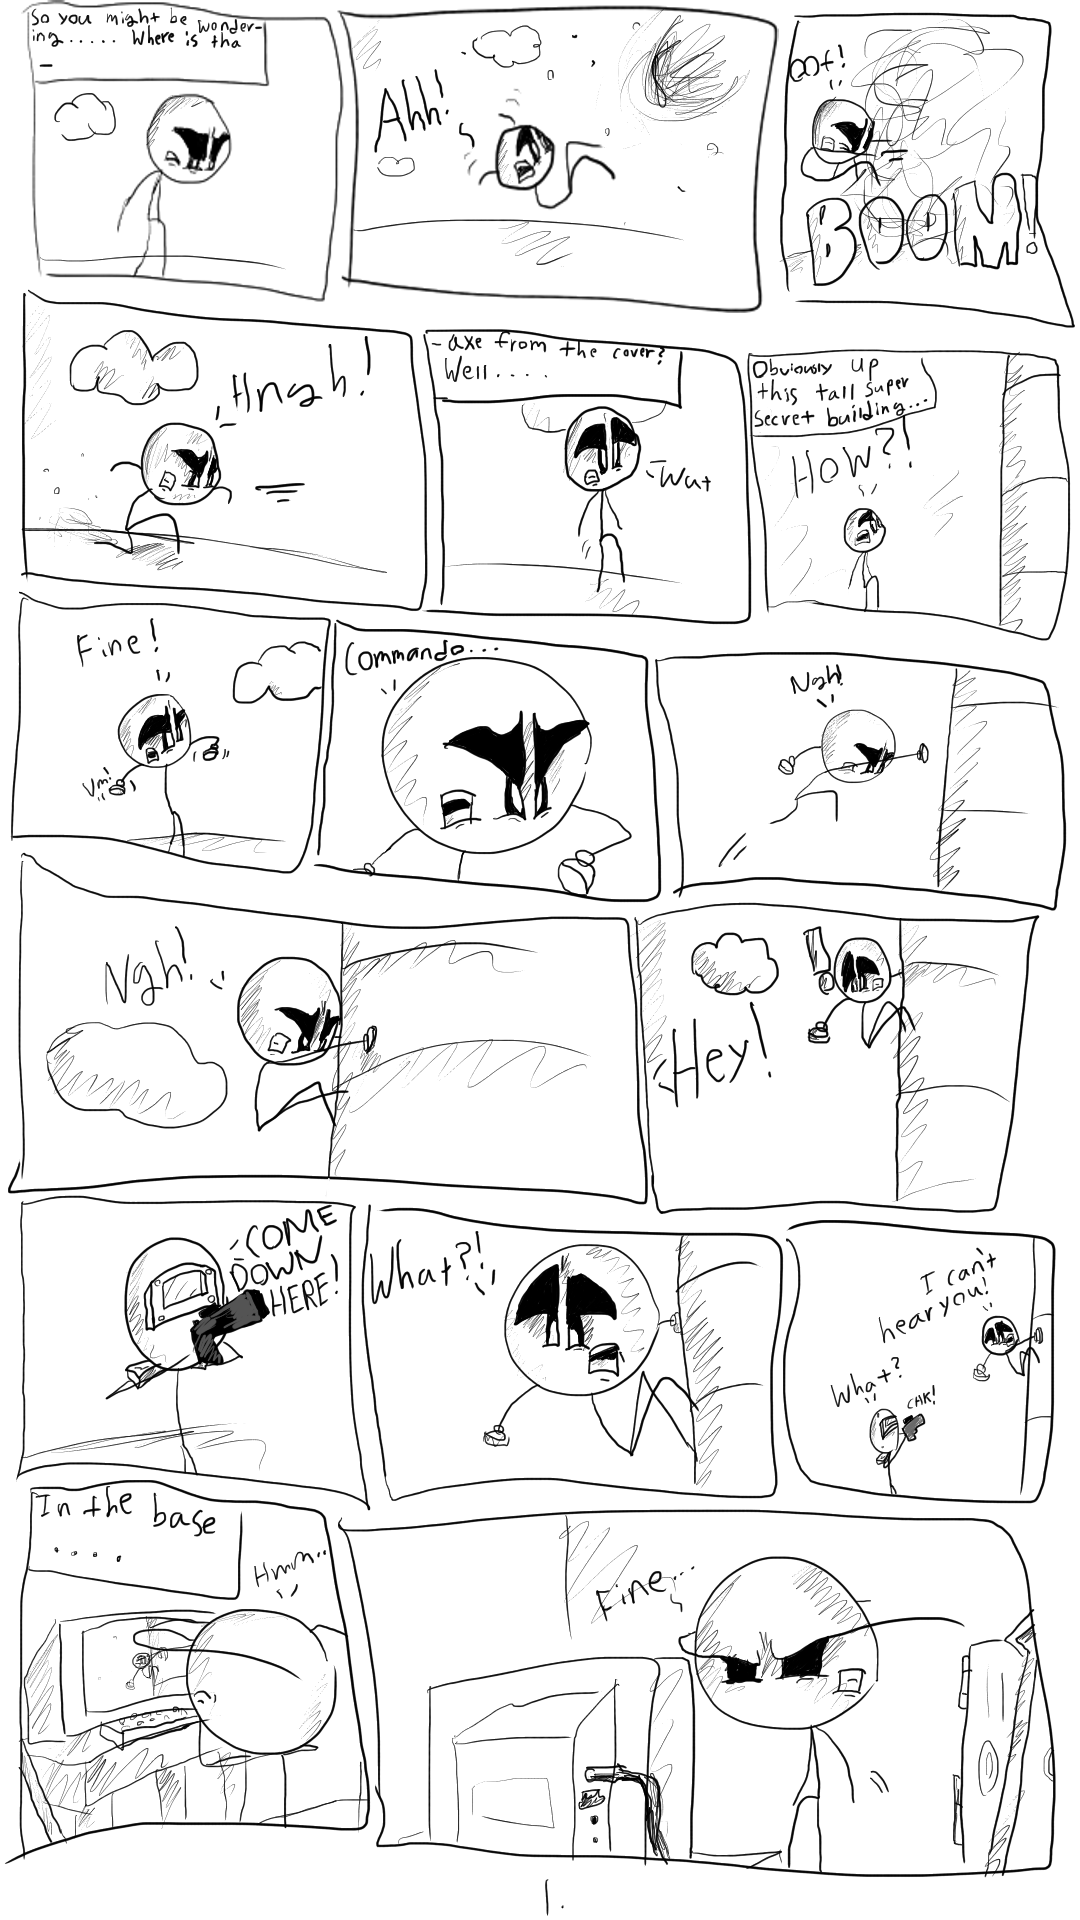 So you might be wonder-
ing..... Where is tha
-
Ahh!
oof!
BOOM!
Hngh!
- axe from the cover?
Well....
Wat
Obviously up
this tall super
secret building...
How?!
Fine!
Vm!
Commando...
Ngh!
Ngh!
!
Hey!
COME
DOWN
HERE!
What?!
I can't
hear you!
What?
CHK!
In the base
....
Hmm..
Fine...
1.